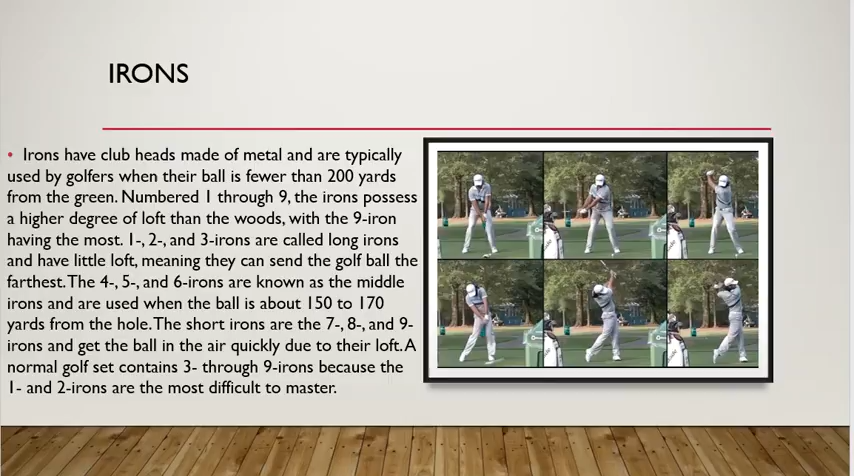 IRONS
• Irons have club heads made of metal and are typically
used by golfers when their ball is fewer than 200 yards
from the green. Numbered 1 through 9, the irons possess
a higher degree of loft than the woods, with the 9-iron
having the most. 1-, 2-, and 3-irons are called long irons
and have little loft, meaning they can send the golf ball the
farthest. The 4-, 5-, and 6-irons are known as the middle
irons and are used when the ball is about 150 to 170
yards from the hole. The short irons are the 7-, 8-, and 9-
irons and get the ball in the air quickly due to their loft. A
normal golf set contains 3- through 9-irons because the
1- and 2-irons are the most difficult to master.